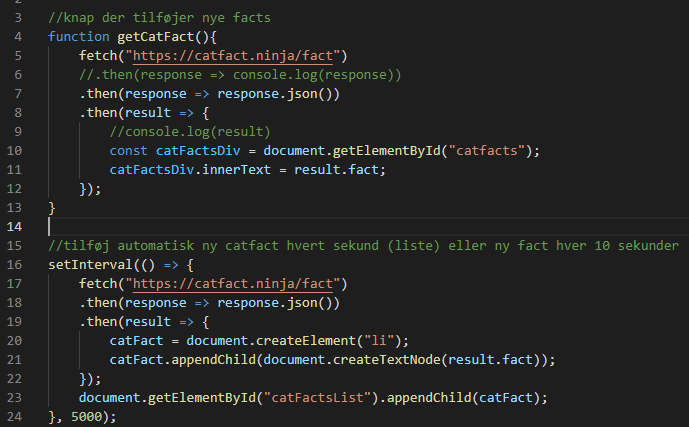 2
3 //knap der tilføjer nye facts
4 function getCatFact(){
5     fetch("https://catfact.ninja/fact")
6     //.then(response => console.log(response))
7     .then(response => response.json())
8     .then(result => {
9         //console.log(result)
10         const catFactsDiv = document.getElementById("catfacts");
11         catFactsDiv.innerText = result.fact;
12     });
13 }
14
15 //tilføj automatisk ny catfact hvert sekund (liste) eller ny fact hver 10 sekunder
16 setInterval(() => {
17     fetch("https://catfact.ninja/fact")
18     .then(response => response.json())
19     .then(result => {
20         catFact = document.createElement("li");
21         catFact.appendChild(document.createTextNode(result.fact));
22     });
23     document.getElementById("catFactsList").appendChild(catFact);
24 }, 5000);